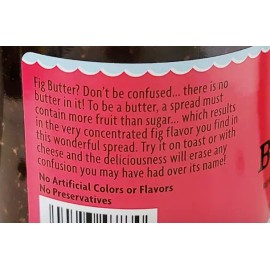 Fig Butter? Don't be confused... there is no
butter in it! To be a butter, a spread must
contain more fruit than sugar... which results
in the very concentrated fig flavor you find in
this wonderful spread. Try it on toast or with
cheese and the deliciousness will erase any
confusion you may have had over its name!
No Artificial Colors or Flavors
No Preservatives
B